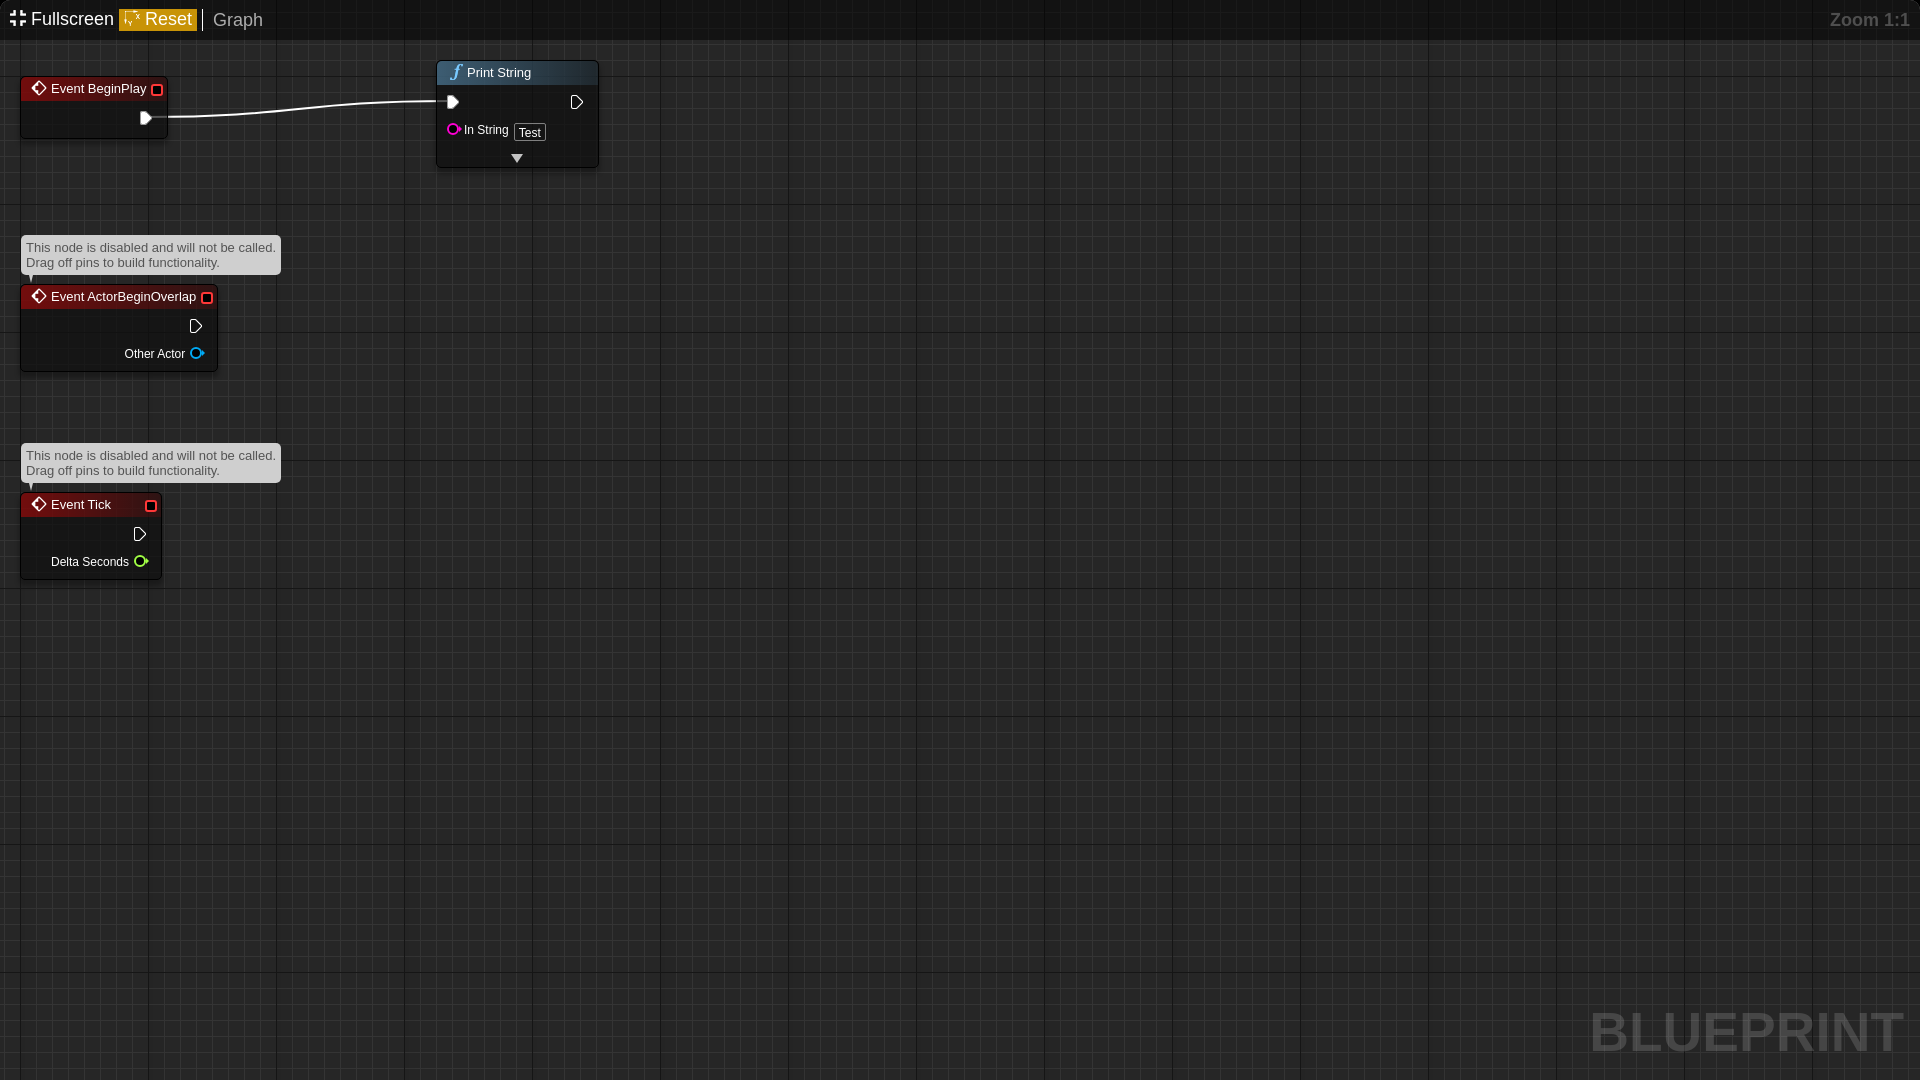 Fullscreen Reset Graph Zoom 1:1
Print String
Event BeginPlay
In String Test
This node is disabled and will not be called.
Drag off pins to build functionality.
Event ActorBeginOverlap
Other Actor
This node is disabled and will not be called.
Drag off pins to build functionality.
Event Tick
Delta Seconds
BLUEPRINT